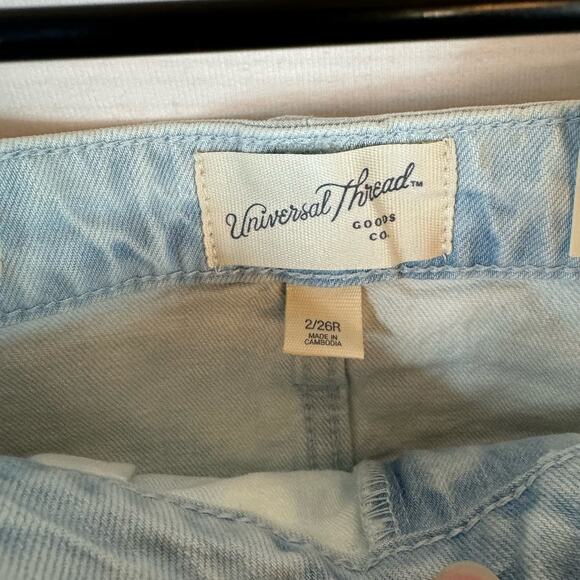 Universal Thread™
GOODS
CO.
2/26R
MADE IN
CAMBODIA